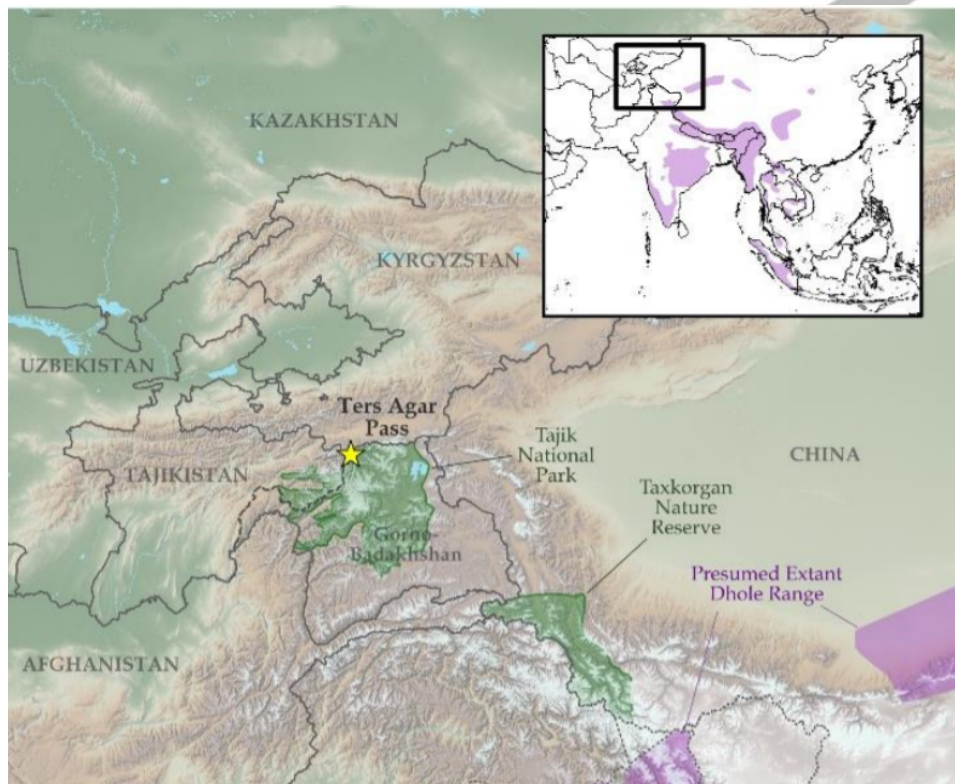 KAZAKHSTAN
KYRGYZSTAN
UZBEKISTAN
Ters Agar
Pass
TAJIKISTAN
Tajik
National
Park
CHINA
Taxkorgan
Nature
Reserve
Gorno-
Badakhshan
Presumed Extant
Dhole Range
AFGHANISTAN